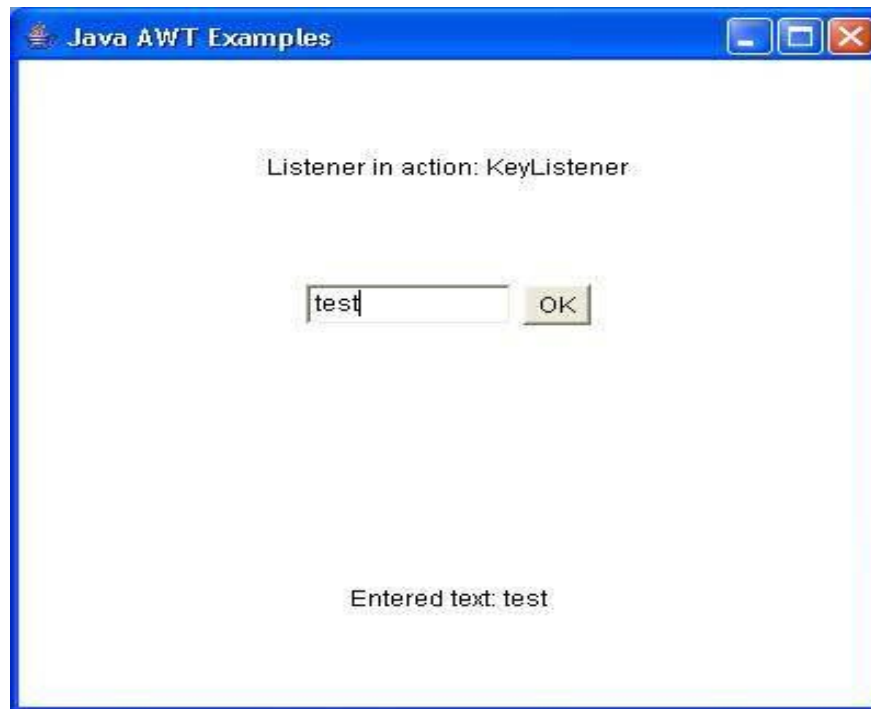 Java AWT Examples
Listener in action: KeyListener
test OK
Entered text: test